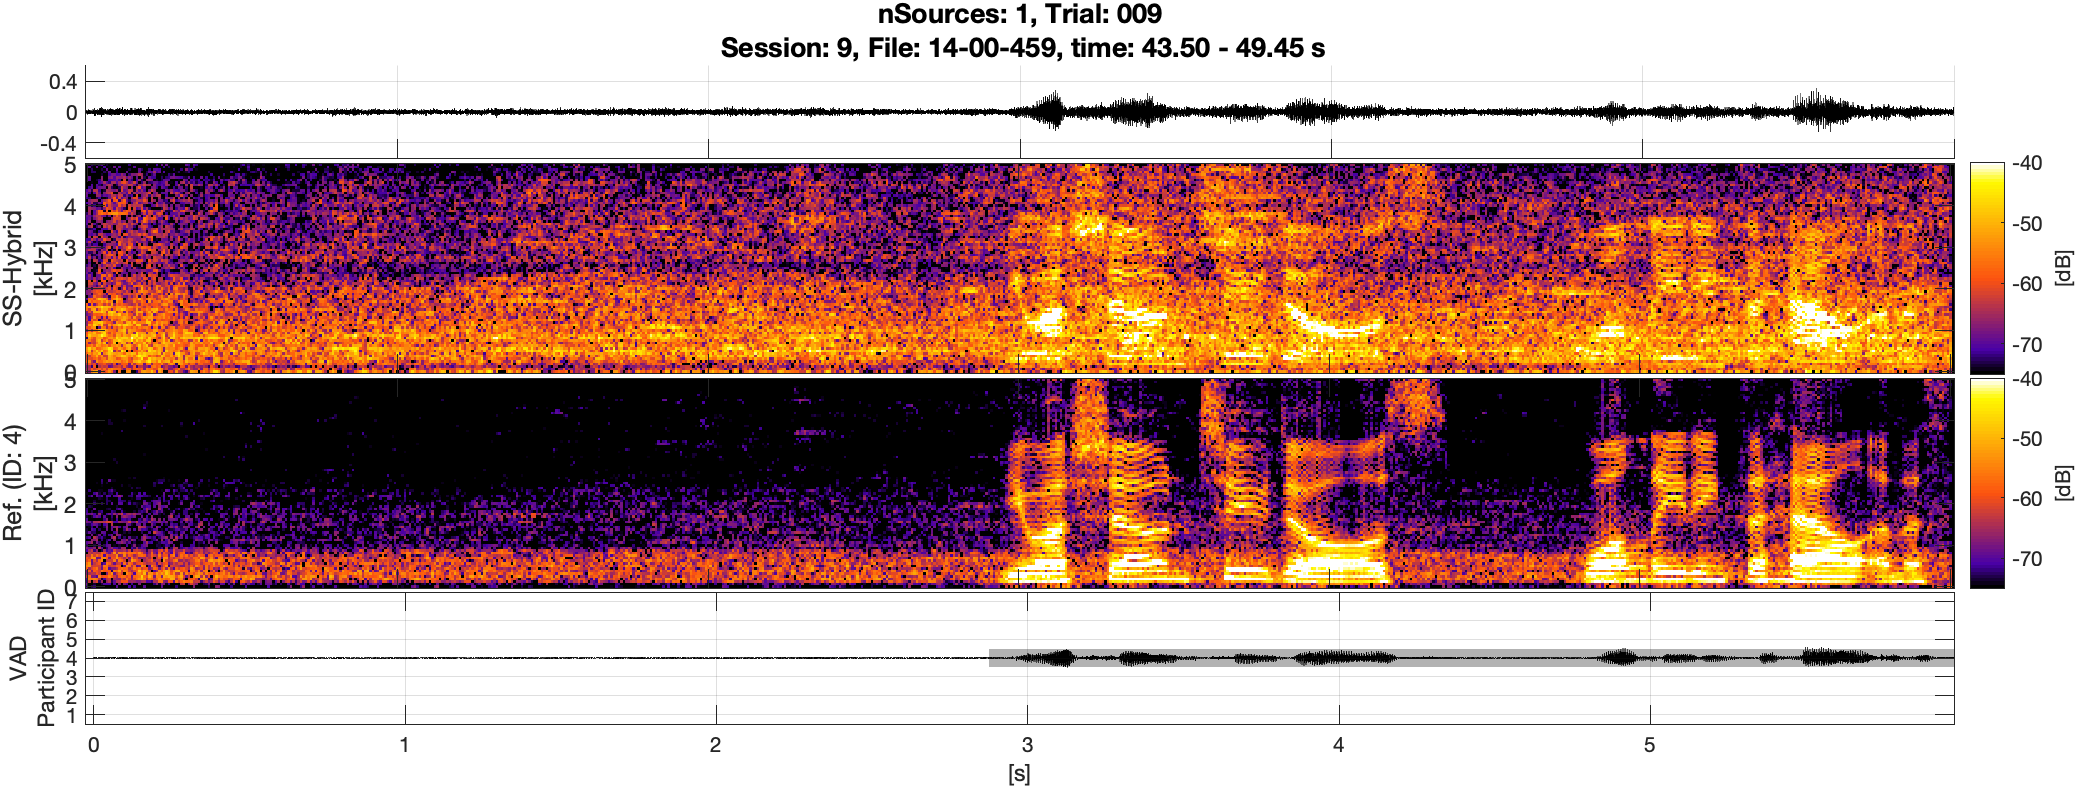 nSources: 1, Trial: 009
Session: 9, File: 14-00-459, time: 43.50 - 49.45 s
0.4
0
-0.4
SS-Hybrid
[kHz]
5
4
3
2
1
0
-40
-50
-60
-70
[dB]
Ref. (ID: 4)
[kHz]
5
4
3
2
1
0
-40
-50
-60
-70
[dB]
VAD
Participant ID
7
6
5
4
3
2
1
0 1 2 3 4 5
[s]